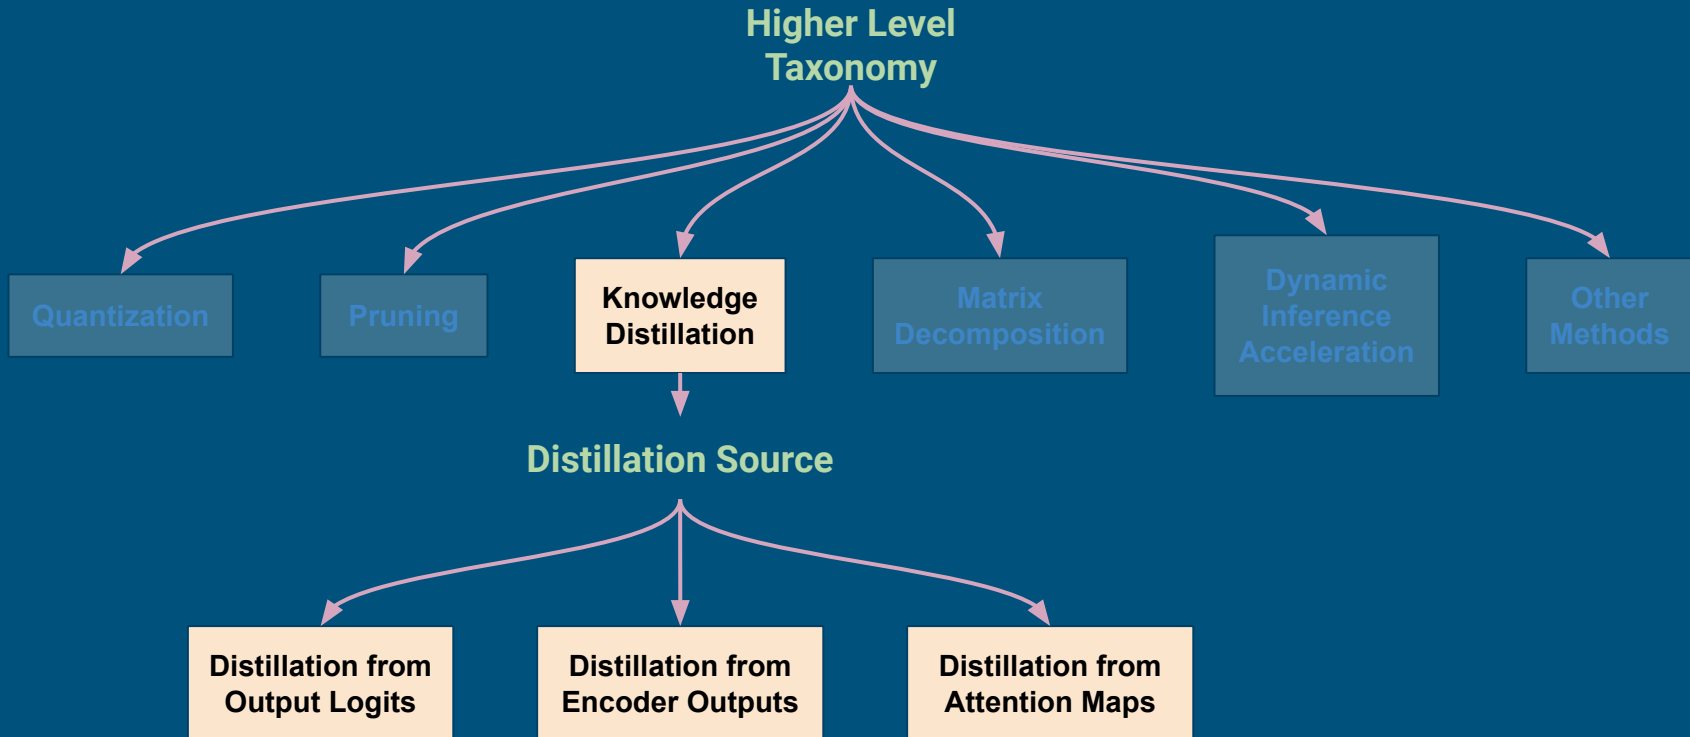 Higher Level
Taxonomy
Quantization
Pruning
Knowledge
Distillation
Matrix
Decomposition
Dynamic
Inference
Acceleration
Other
Methods
Distillation Source
Distillation from
Output Logits
Distillation from
Encoder Outputs
Distillation from
Attention Maps